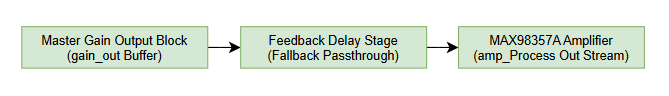 Master Gain Output Block
(gain_out Buffer)
Feedback Delay Stage
(Fallback Passthrough)
MAX98357A Amplifier
(amp_Process Out Stream)